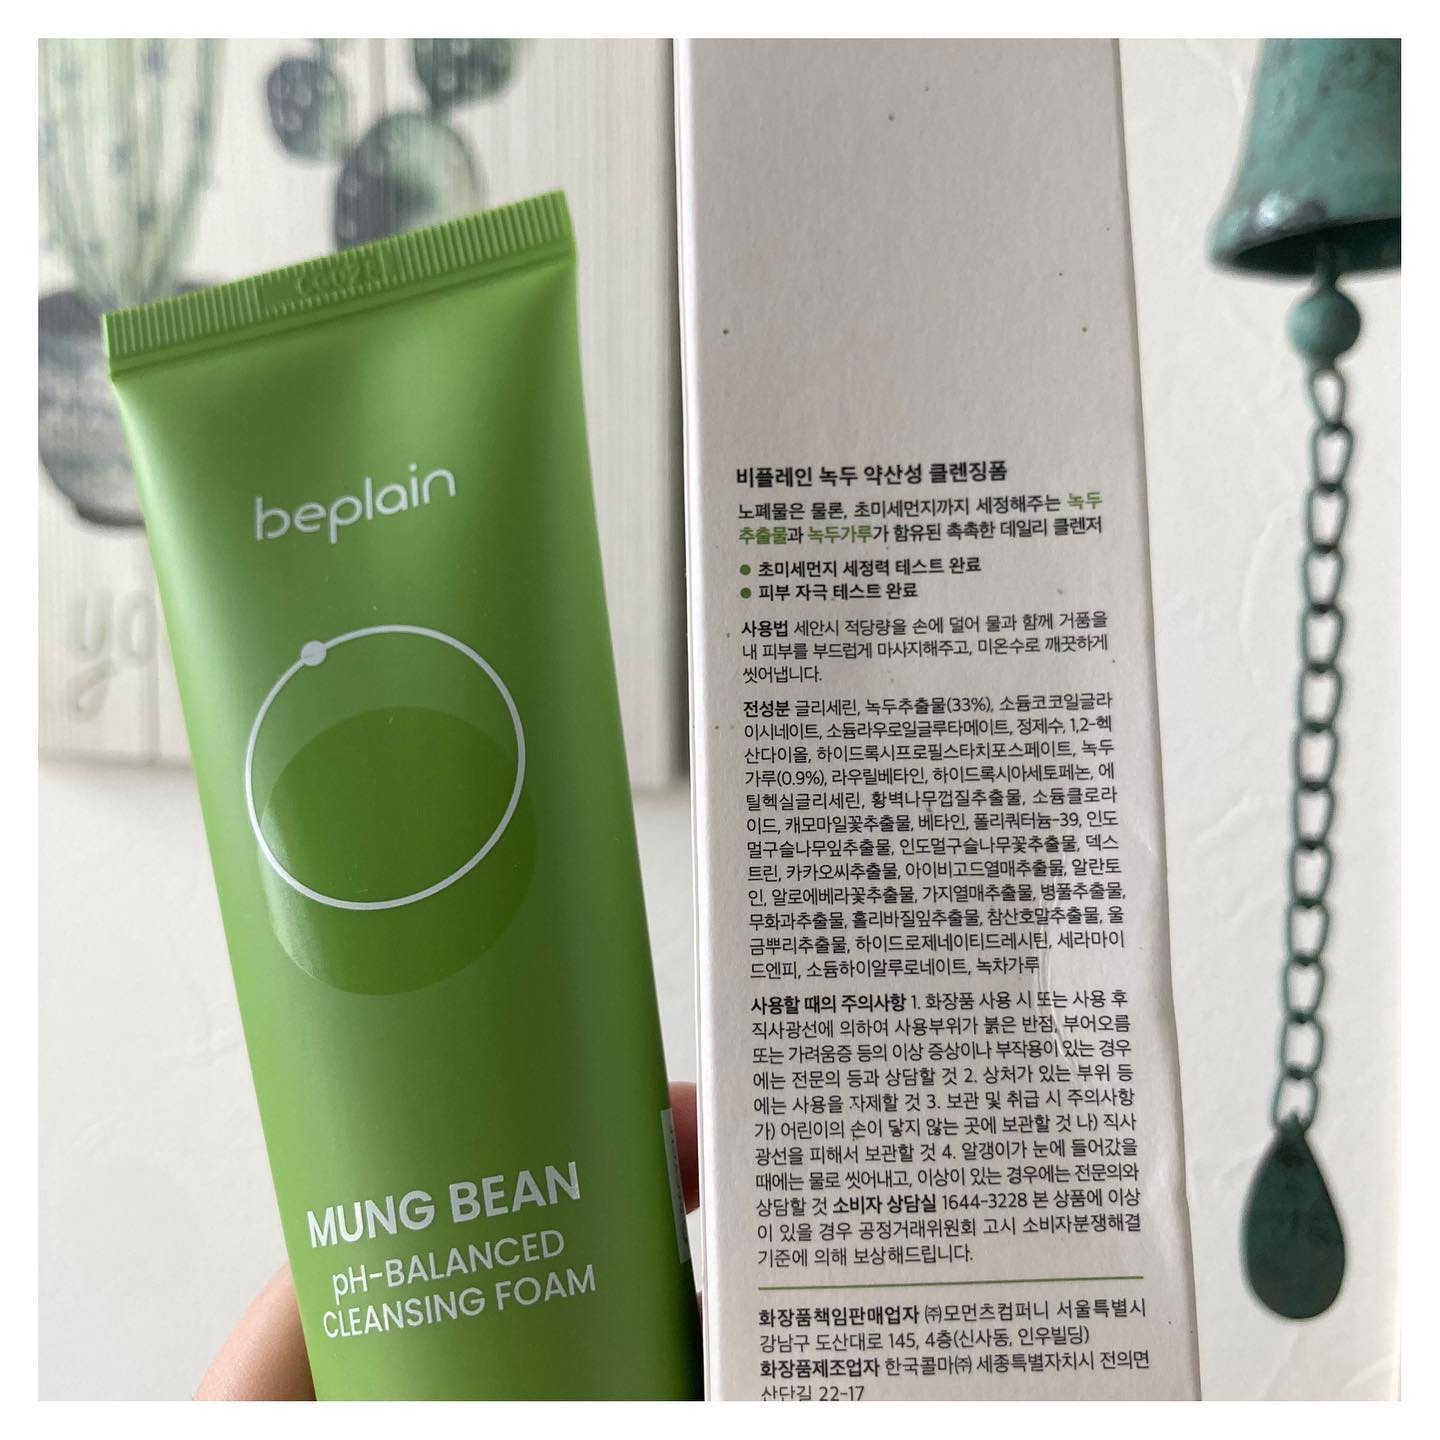 beplain
MUNG BEAN
pH-BALANCED
CLEANSING FOAM
비플레인 녹두 약산성 클렌징폼
노폐물은 물론, 초미세먼지까지 세정해주는 녹두
추출물과 녹두가루가 함유된 촉촉한 데일리 클렌저
● 초미세먼지 세정력 테스트 완료
● 피부 자극 테스트 완료
사용법 세안시 적당량을 손에 덜어 물과 함께 거품을
내 피부를 부드럽게 마사지해주고, 미온수로 깨끗하게
씻어냅니다.
전성분 글리세린, 녹두추출물(33%), 소듐코코일글라
이시네이트, 소듐라우로일글루타메이트, 정제수, 1,2-헥
산다이올, 하이드록시프로필스타치포스페이트, 녹두
가루(0.9%), 라우릴베타인, 하이드록시아세토페논, 에
틸헥실글리세린, 황벽나무껍질추출물, 소듐클로라
이드, 캐모마일꽃추출물, 베타인, 폴리쿼터늄-39, 인도
멀구슬나무잎추출물, 인도멀구슬나무꽃추출물, 덱스
트린, 카카오씨추출물, 아이비고드열매추출물, 알란토
인, 알로에베라꽃추출물, 가지열매추출물, 병풀추출물,
무화과추출물, 홀리바질잎추출물, 참산호말추출물, 울
금뿌리추출물, 하이드로제네이티드레시틴, 세라마이
드엔피, 소듐하이알루로네이트, 녹차가루
사용할 때의 주의사항 1. 화장품 사용 시 또는 사용 후
직사광선에 의하여 사용부위가 붉은 반점, 부어오름
또는 가려움증 등의 이상 증상이나 부작용이 있는 경우
에는 전문의 등과 상담할 것 2. 상처가 있는 부위 등
에는 사용을 자제할 것 3. 보관 및 취급 시 주의사항
가) 어린이의 손이 닿지 않는 곳에 보관할 것 나) 직사
광선을 피해서 보관할 것 4. 알갱이가 눈에 들어갔을
때에는 물로 씻어내고, 이상이 있는 경우에는 전문의와
상담할 것 소비자 상담실 1644-3228 본 상품에 이상
이 있을 경우 공정거래위원회 고시 소비자분쟁해결
기준에 의해 보상해드립니다.
화장품책임판매업자 ㈜모먼츠컴퍼니 서울특별시
강남구 도산대로 145, 4층(신사동, 인우빌딩)
화장품제조업자 한국콜마㈜ 세종특별자치시 전의면
산단길 22-17